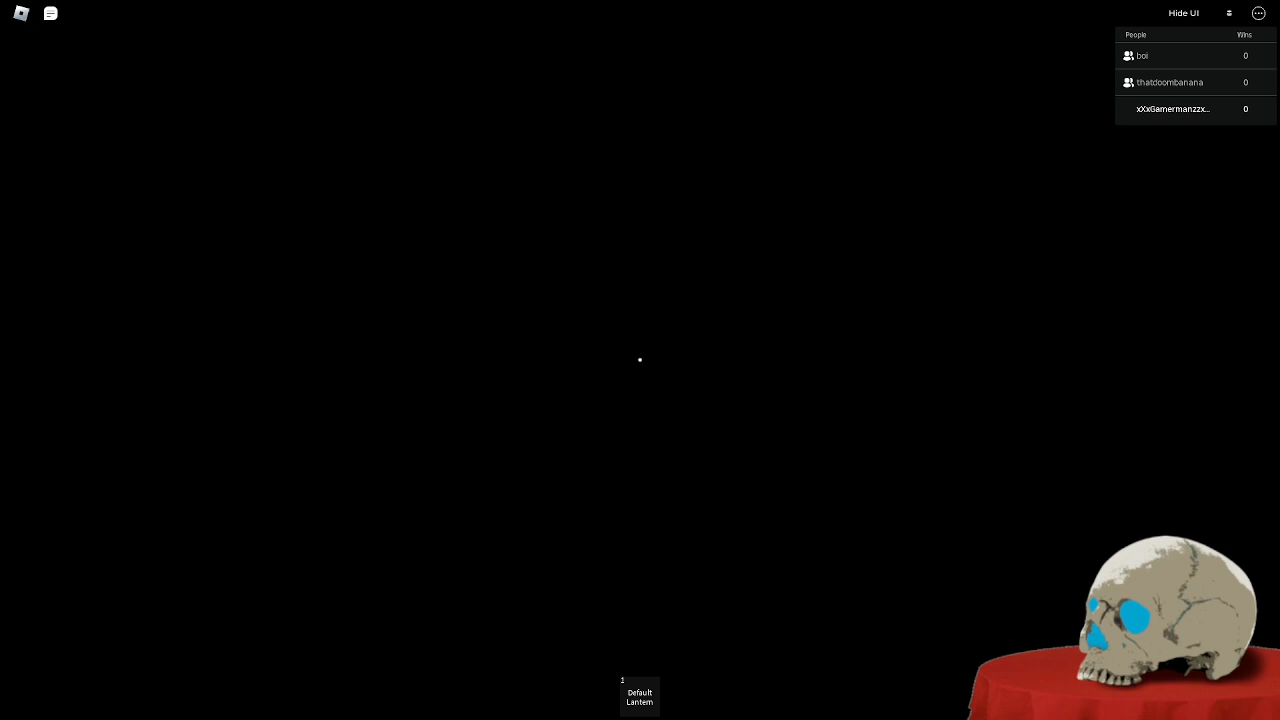 Hide UI
People Wins
boi 0
thatdoombanana 0
xXxGamermanzzx... 0
1
Default
Lantern